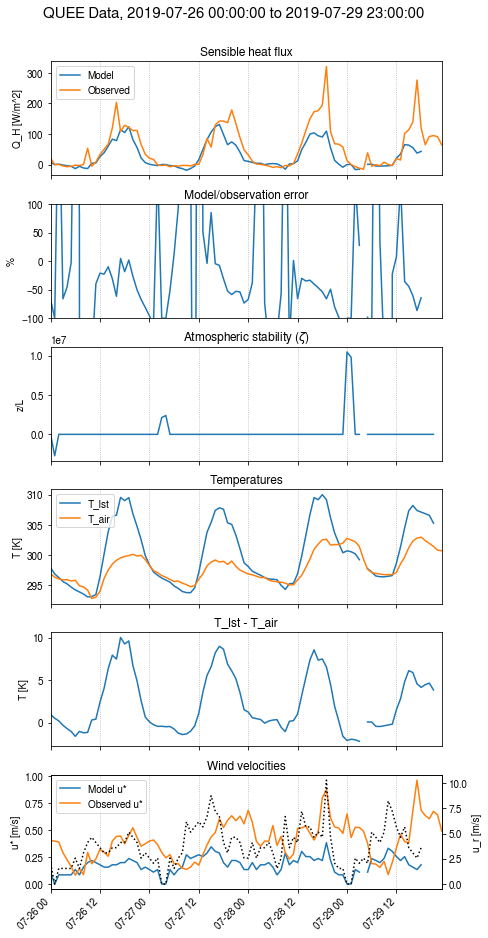 QUEE Data, 2019-07-26 00:00:00 to 2019-07-29 23:00:00
Sensible heat flux
Q_H [W/m^2]
300
200
100
0
Model
Observed
Model/observation error
%
100
50
0
−50
−100
Atmospheric stability (ζ)
1e7
z/L
1.0
0.5
0.0
Temperatures
T [K]
310
305
300
295
T_lst
T_air
T_lst - T_air
T [K]
10
5
0
Wind velocities
u* [m/s]
1.00
0.75
0.50
0.25
0.00
Model u*
Observed u*
10.0
7.5
5.0
2.5
0.0
u_r [m/s]
07-26 00
07-26 12
07-27 00
07-27 12
07-28 00
07-28 12
07-29 00
07-29 12